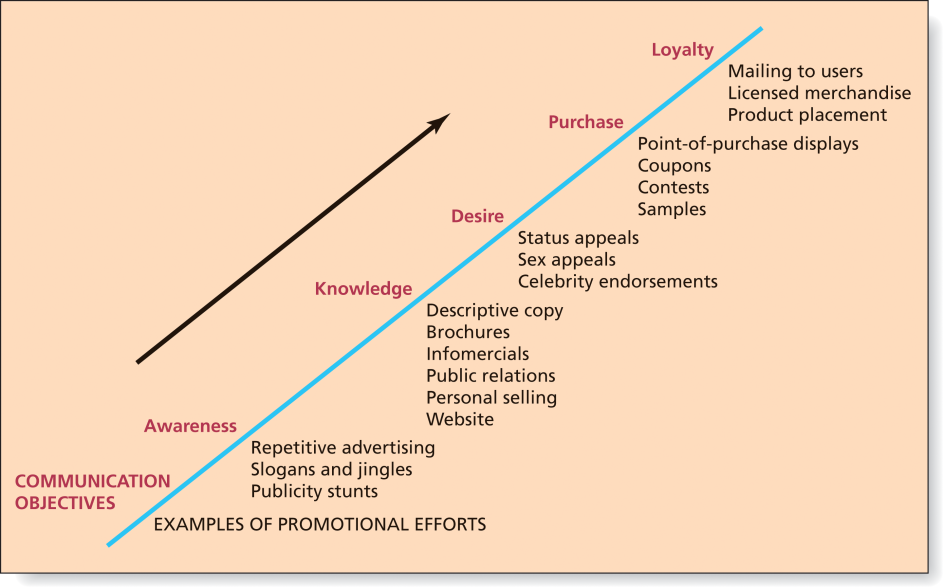 Loyalty
Mailing to users
Licensed merchandise
Product placement
Purchase
Point-of-purchase displays
Coupons
Contests
Samples
Desire
Status appeals
Sex appeals
Celebrity endorsements
Knowledge
Descriptive copy
Brochures
Infomercials
Public relations
Personal selling
Website
Awareness
Repetitive advertising
Slogans and jingles
Publicity stunts
COMMUNICATION
OBJECTIVES
EXAMPLES OF PROMOTIONAL EFFORTS